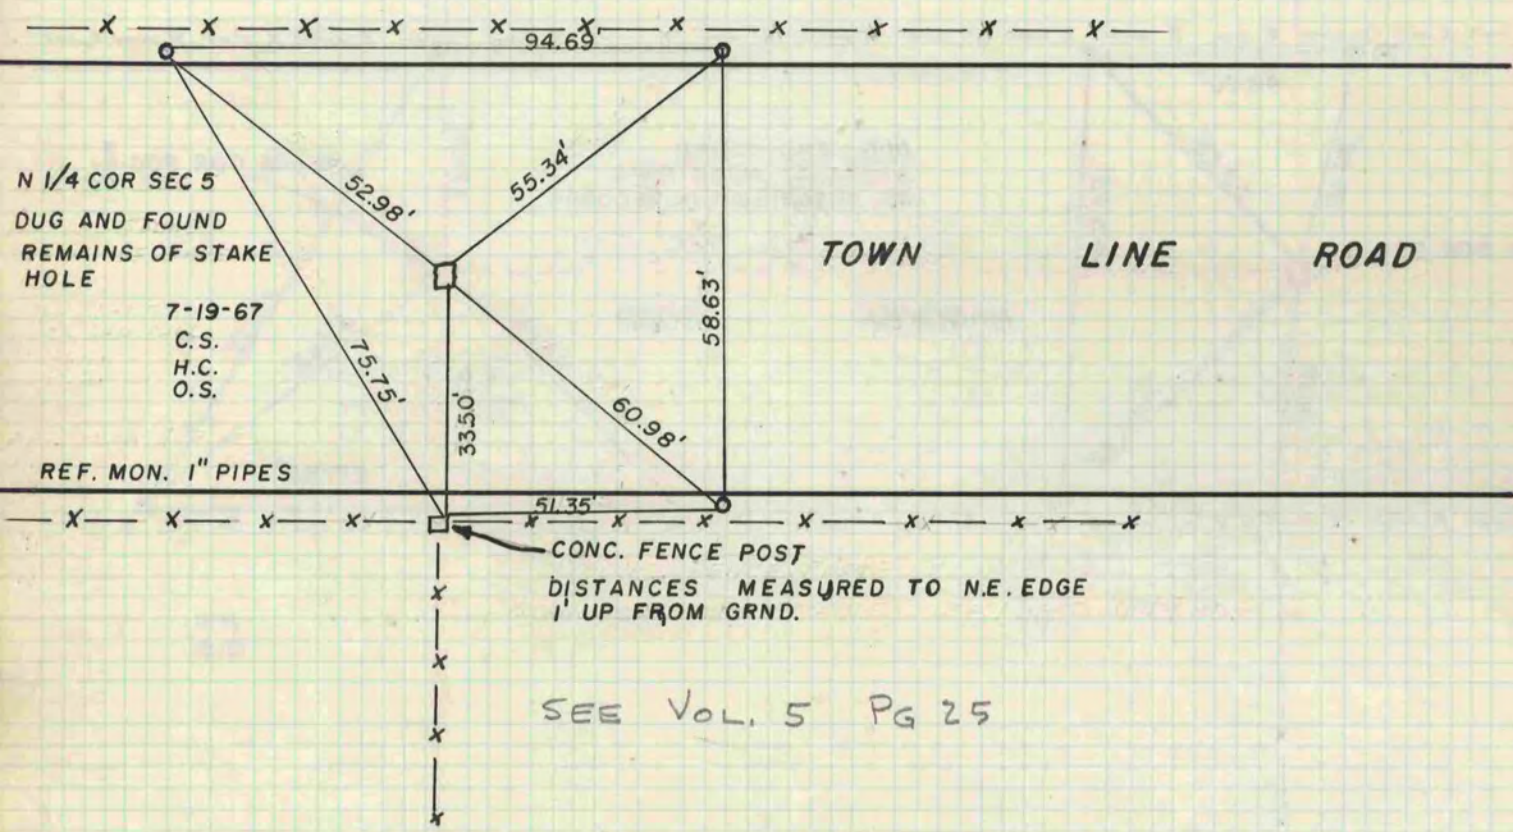 94.69'
N 1/4 COR SEC 5
DUG AND FOUND
REMAINS OF STAKE
HOLE
7-19-67
C.S.
H.C.
O.S.
52.98'
55.34'
TOWN LINE ROAD
58.63'
75.75'
33.50'
60.98'
REF. MON. 1" PIPES
51.35'
CONC. FENCE POST
DISTANCES MEASURED TO N.E. EDGE
1' UP FROM GRND.
SEE VOL. 5 PG 25